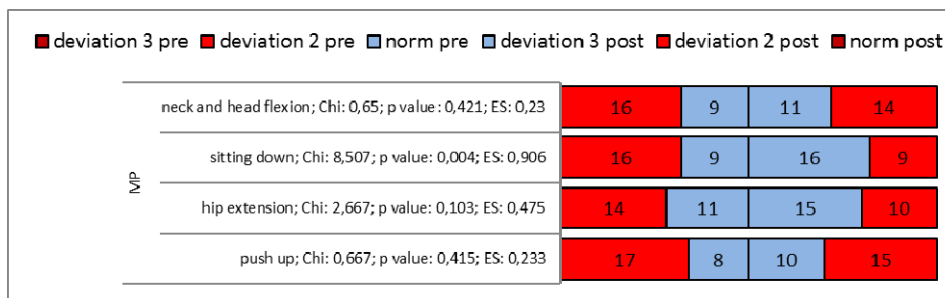 deviation 3 pre deviation 2 pre norm pre deviation 3 post deviation 2 post norm post
MP
neck and head flexion; Chi: 0,65; p value: 0,421; ES: 0,23 16 9 11 14
sitting down; Chi: 8,507; p value: 0,004; ES: 0,906 16 9 16 9
hip extension; Chi: 2,667; p value: 0,103; ES: 0,475 14 11 15 10
push up; Chi: 0,667; p value: 0,415; ES: 0,233 17 8 10 15